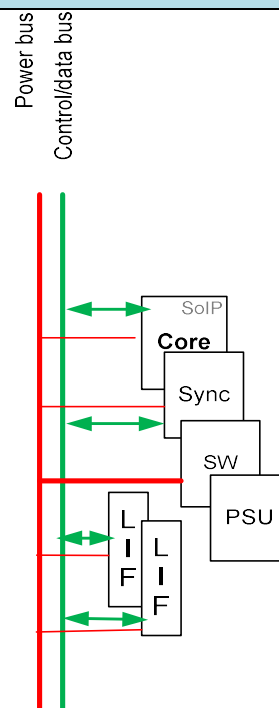 Power bus
Control/data bus
SoIP
Core
Sync
SW
PSU
L
I
F
L
I
F